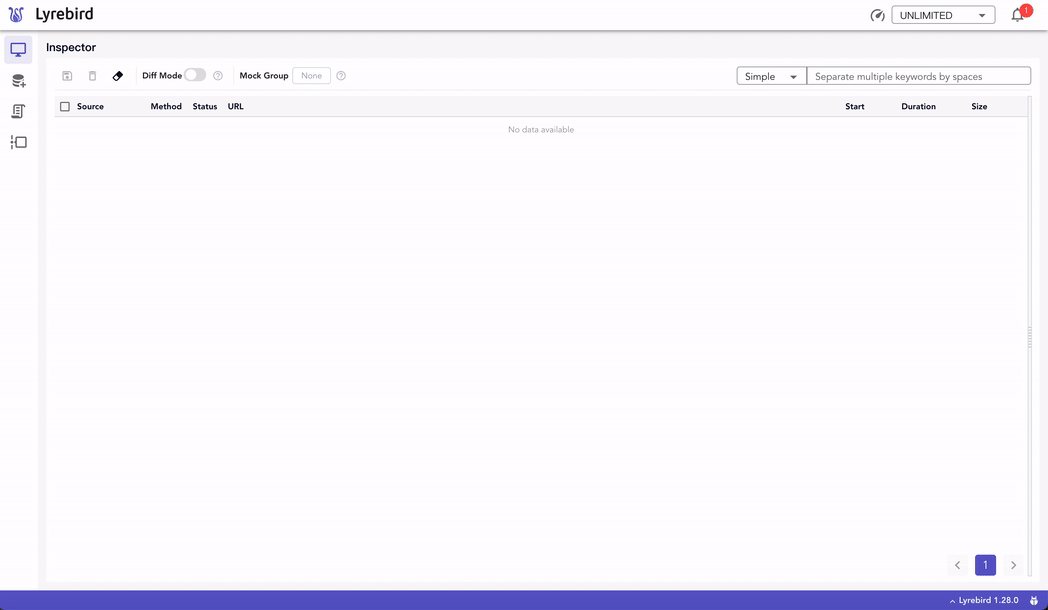 Lyrebird
UNLIMITED
1
Inspector
Diff Mode
Mock Group None
Simple
Separate multiple keywords by spaces
Source Method Status URL Start Duration Size
No data available
1
Lyrebird 1.28.0